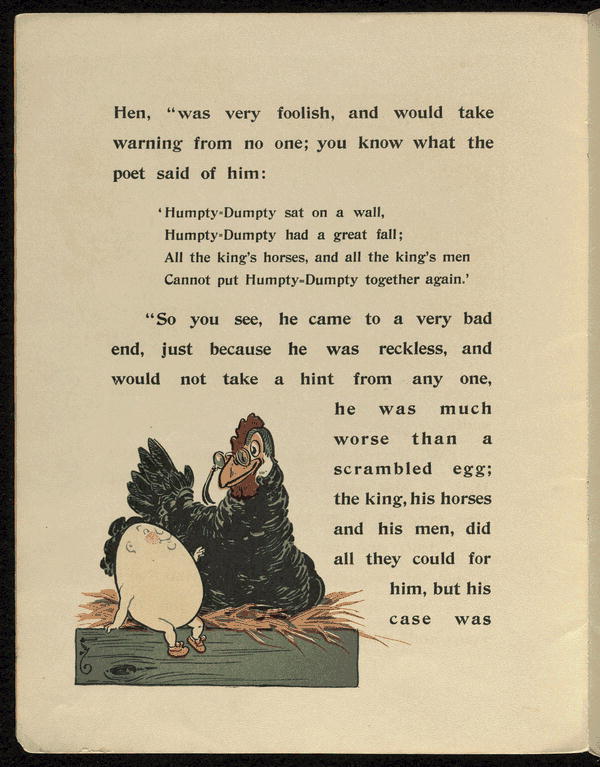 Hen, “was very foolish, and would take
warning from no one; you know what the
poet said of him:
‘Humpty-Dumpty sat on a wall,
Humpty-Dumpty had a great fall;
All the king’s horses, and all the king’s men
Cannot put Humpty-Dumpty together again.’
“So you see, he came to a very bad
end, just because he was reckless, and
would not take a hint from any one,
he was much
worse than a
scrambled egg;
the king, his horses
and his men, did
all they could for
him, but his
case was